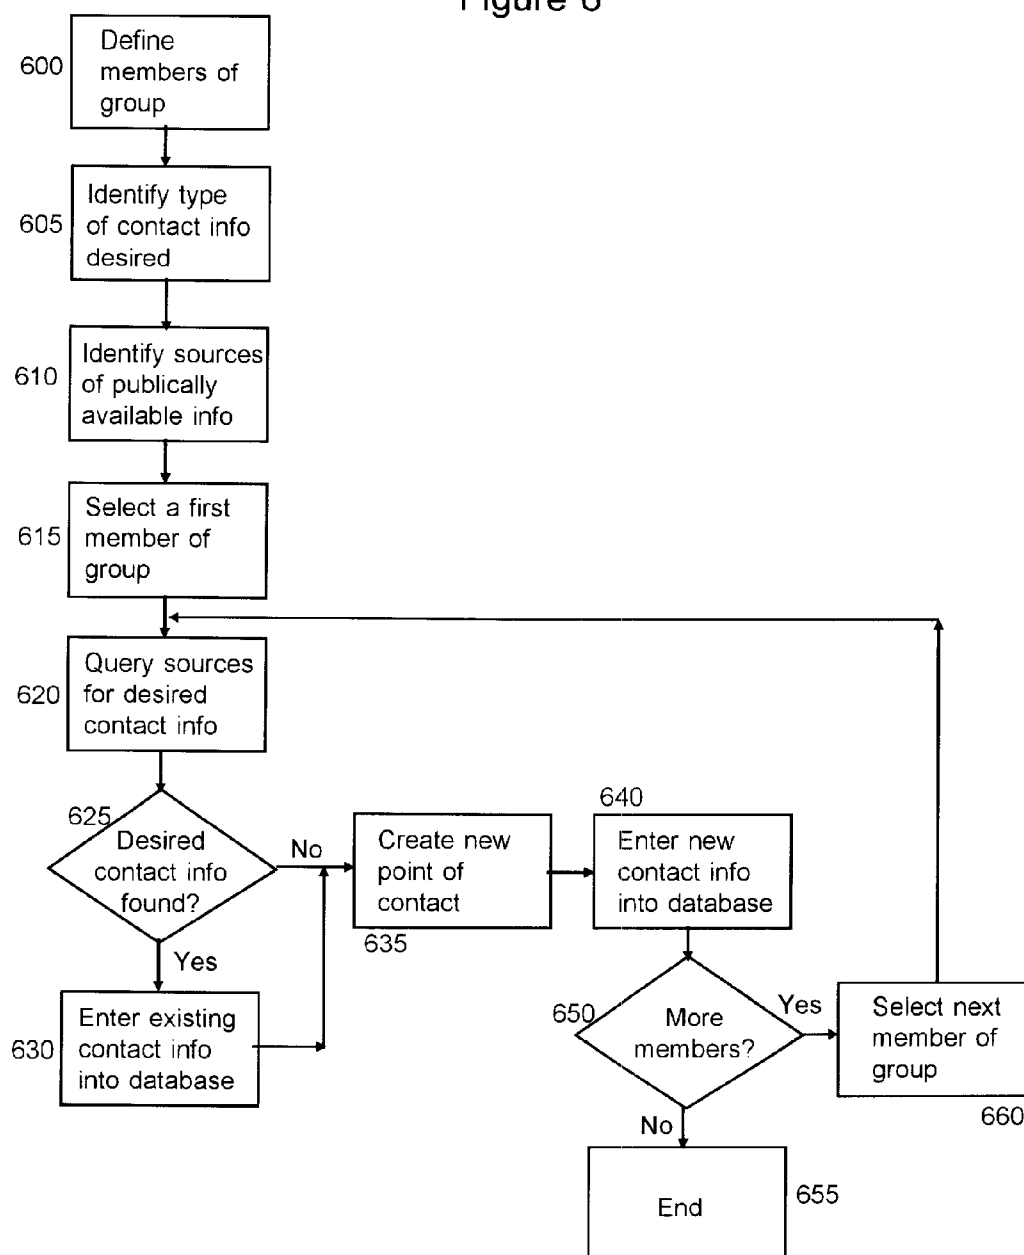 Figure 6
600
Define
members of
group
605
Identify type
of contact info
desired
610
Identify sources
of publically
available info
615
Select a first
member of
group
620
Query sources
for desired
contact info
625
Desired
contact info
found?
No
Yes
630
Enter existing
contact info
into database
Create new
point of
contact
635
640
Enter new
contact info
into database
650
More
members?
Yes
Select next
member of
group
660
No
End
655